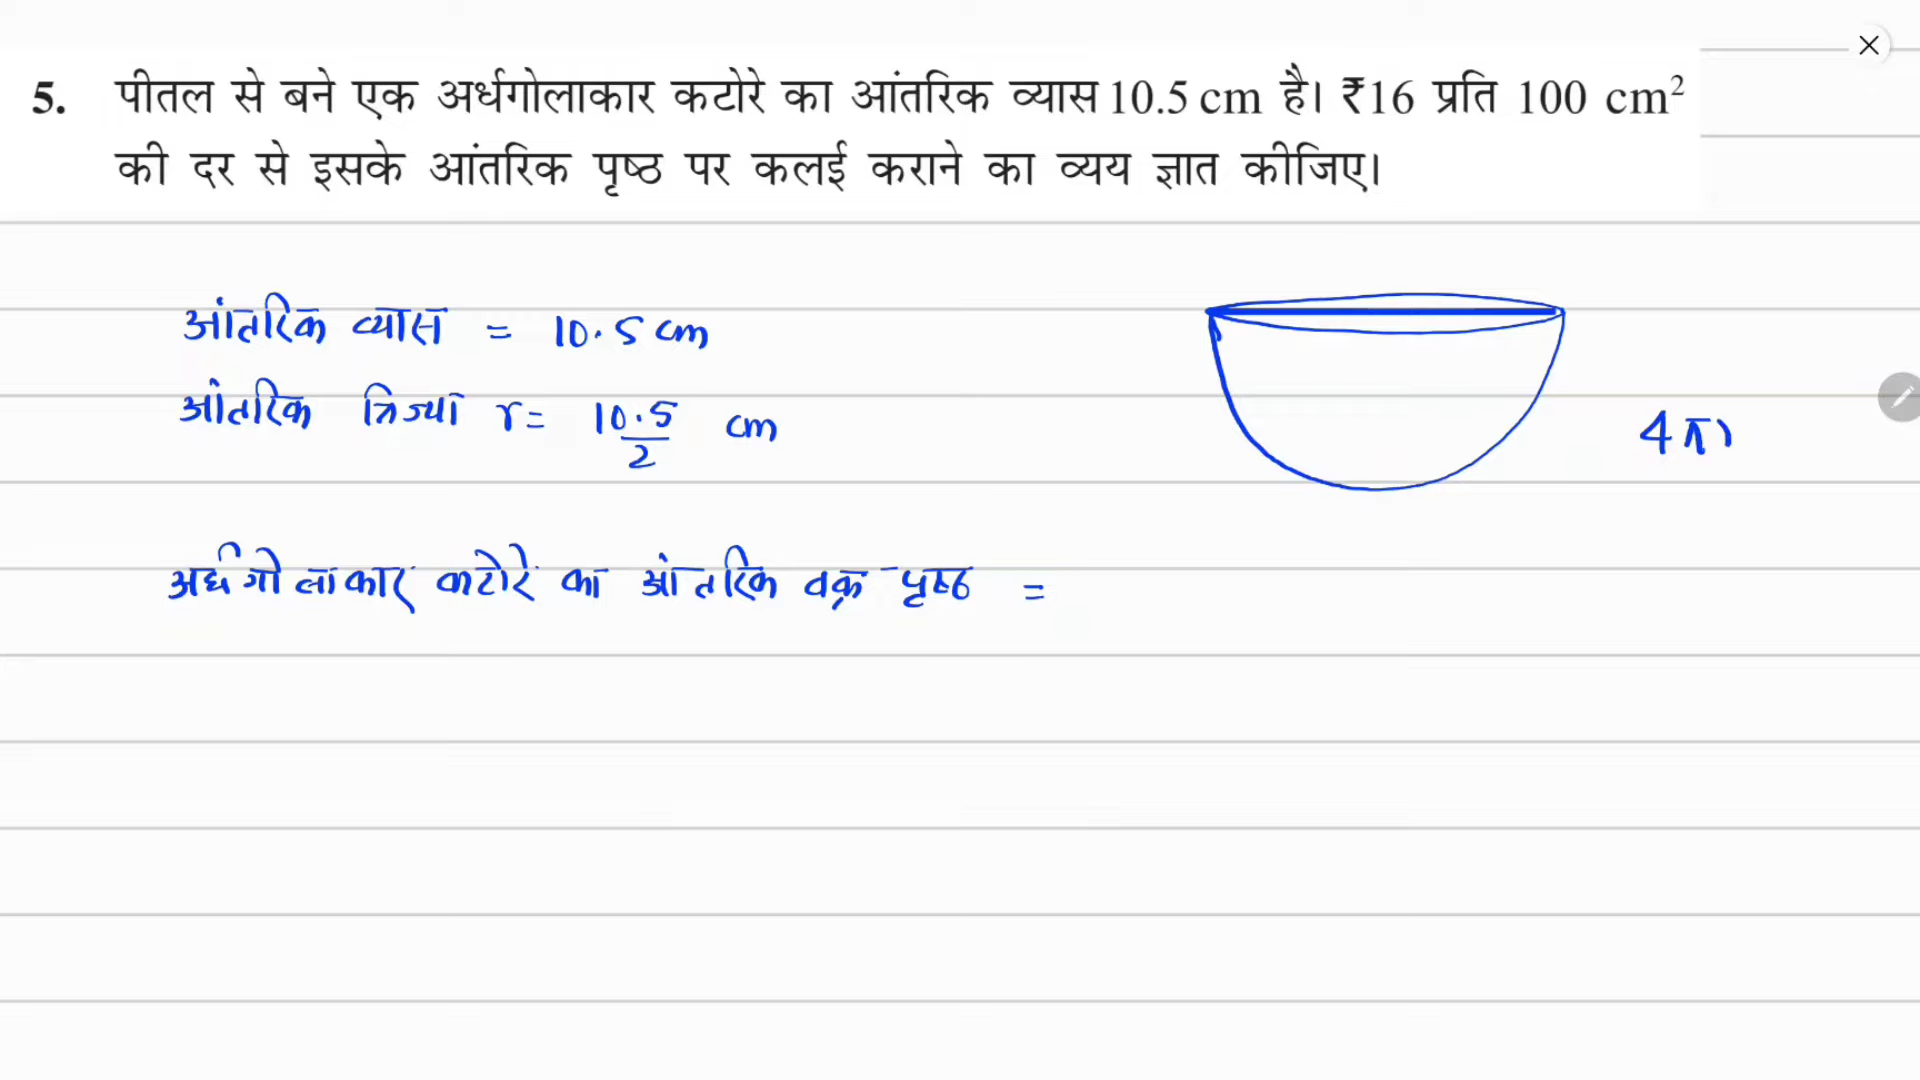 5. पीतल से बने एक अर्धगोलाकार कटोरे का आंतरिक व्यास 10.5 cm है। ₹16 प्रति 100 cm²
की दर से इसके आंतरिक पृष्ठ पर कलई कराने का व्यय ज्ञात कीजिए।
आंतरिक व्यास = 10.5 cm
आंतरिक त्रिज्या r = 10.5/2 cm
4π
अर्धगोलाकार कटोरे का आंतरिक वक्र पृष्ठ =